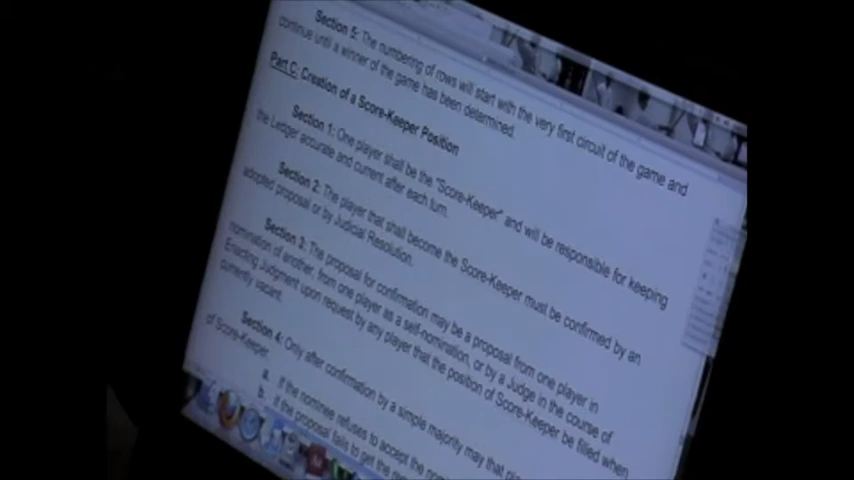 Section 5: The numbering of rows will start with the very first circuit of the game and
continue until a winner of the game has been determined.
Part C: Creation of a Score-Keeper Position
Section 1: One player shall be the "Score-Keeper" and will be responsible for keeping
the Ledger accurate and current after each turn.
Section 2: The player that shall become the Score-Keeper must be confirmed by an
adopted proposal or by Judicial Resolution.
Section 3: The proposal for confirmation may be a proposal from one player in
nomination of another, from one player as a self-nomination, or by a Judge in the course of
Enacting Judgment upon request by any player that the position of Score-Keeper be filled when
currently vacant.
Section 4: Only after confirmation by a simple majority may that
of Score-Keeper.
a. If the nominee refuses to accept the
b. If the proposal fails to get the